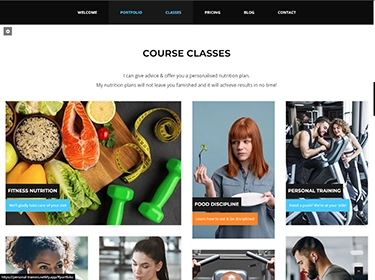 WELCOME PORTFOLIO CLASSES PRICING BLOG CONTACT
COURSE CLASSES
I can give advice & offer you a personalised nutrition plan.
My nutrition plans will not leave you famished and it will achieve results in no time!
FITNESS NUTRITION
We'll gladly take care of your diet
FOOD DISCIPLINE
Learn how to eat & be disciplined!
PERSONAL TRAINING
Need a push? We're at your side!
https://personal-trainers.netlify.app/#portfolio